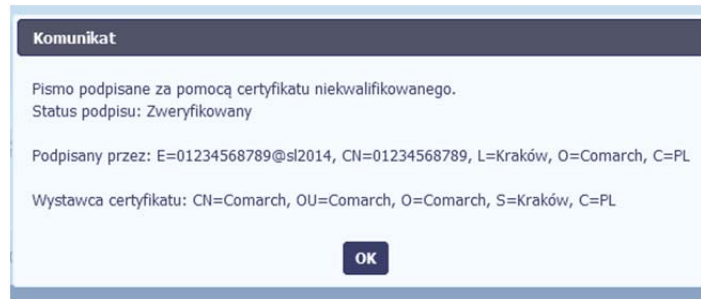 Komunikat
Pismo podpisane za pomocą certyfikatu niekwalifikowanego.
Status podpisu: Zweryfikowany
Podpisany przez: E=01234568789@sl2014, CN=01234568789, L=Kraków, O=Comarch, C=PL
Wystawca certyfikatu: CN=Comarch, OU=Comarch, O=Comarch, S=Kraków, C=PL
OK